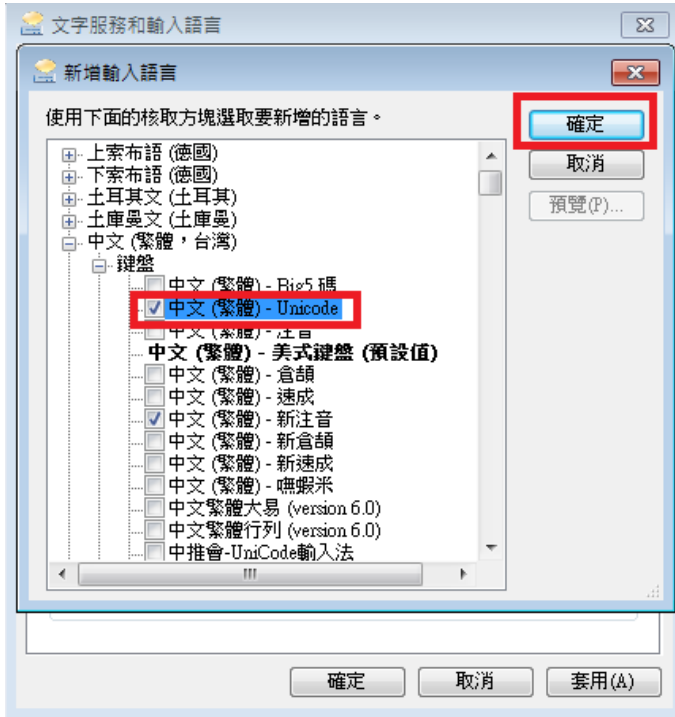 文字服務和輸入語言
新增輸入語言
使用下面的核取方塊選取要新增的語言。
確定
取消
預覽(P)...
上索布語 (德國)
下索布語 (德國)
土耳其文 (土耳其)
土庫曼文 (土庫曼)
中文 (繁體，台灣)
鍵盤
中文 (繁體) - Big5 碼
中文 (繁體) - Unicode
中文 (繁體) - 注音
中文 (繁體) - 美式鍵盤 (預設值)
中文 (繁體) - 倉頡
中文 (繁體) - 速成
中文 (繁體) - 新注音
中文 (繁體) - 新倉頡
中文 (繁體) - 新速成
中文 (繁體) - 嘸蝦米
中文繁體大易 (version 6.0)
中文繁體行列 (version 6.0)
中推會-UniCode輸入法
確定
取消
套用(A)